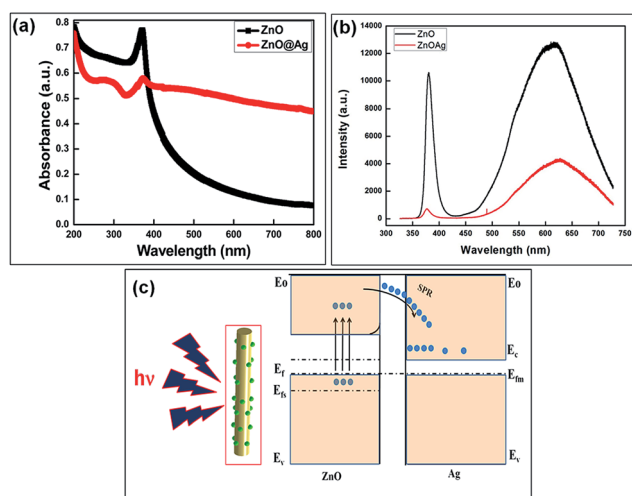 (a)
ZnO
ZnO@Ag
0.8
0.7
0.6
0.5
0.4
0.3
0.2
0.1
200 300 400 500 600 700 800
Absorbance (a.u.)
Wavelength (nm)
(b)
ZnO
ZnOAg
14000
12000
10000
8000
6000
4000
2000
0
300 350 400 450 500 550 600 650 700 750
Intensity (a.u.)
Wavelength (nm)
(c)
Eo
SPR
Eo
hν
Ec
Ef
Efm
Efs
Ev
Ev
ZnO
Ag